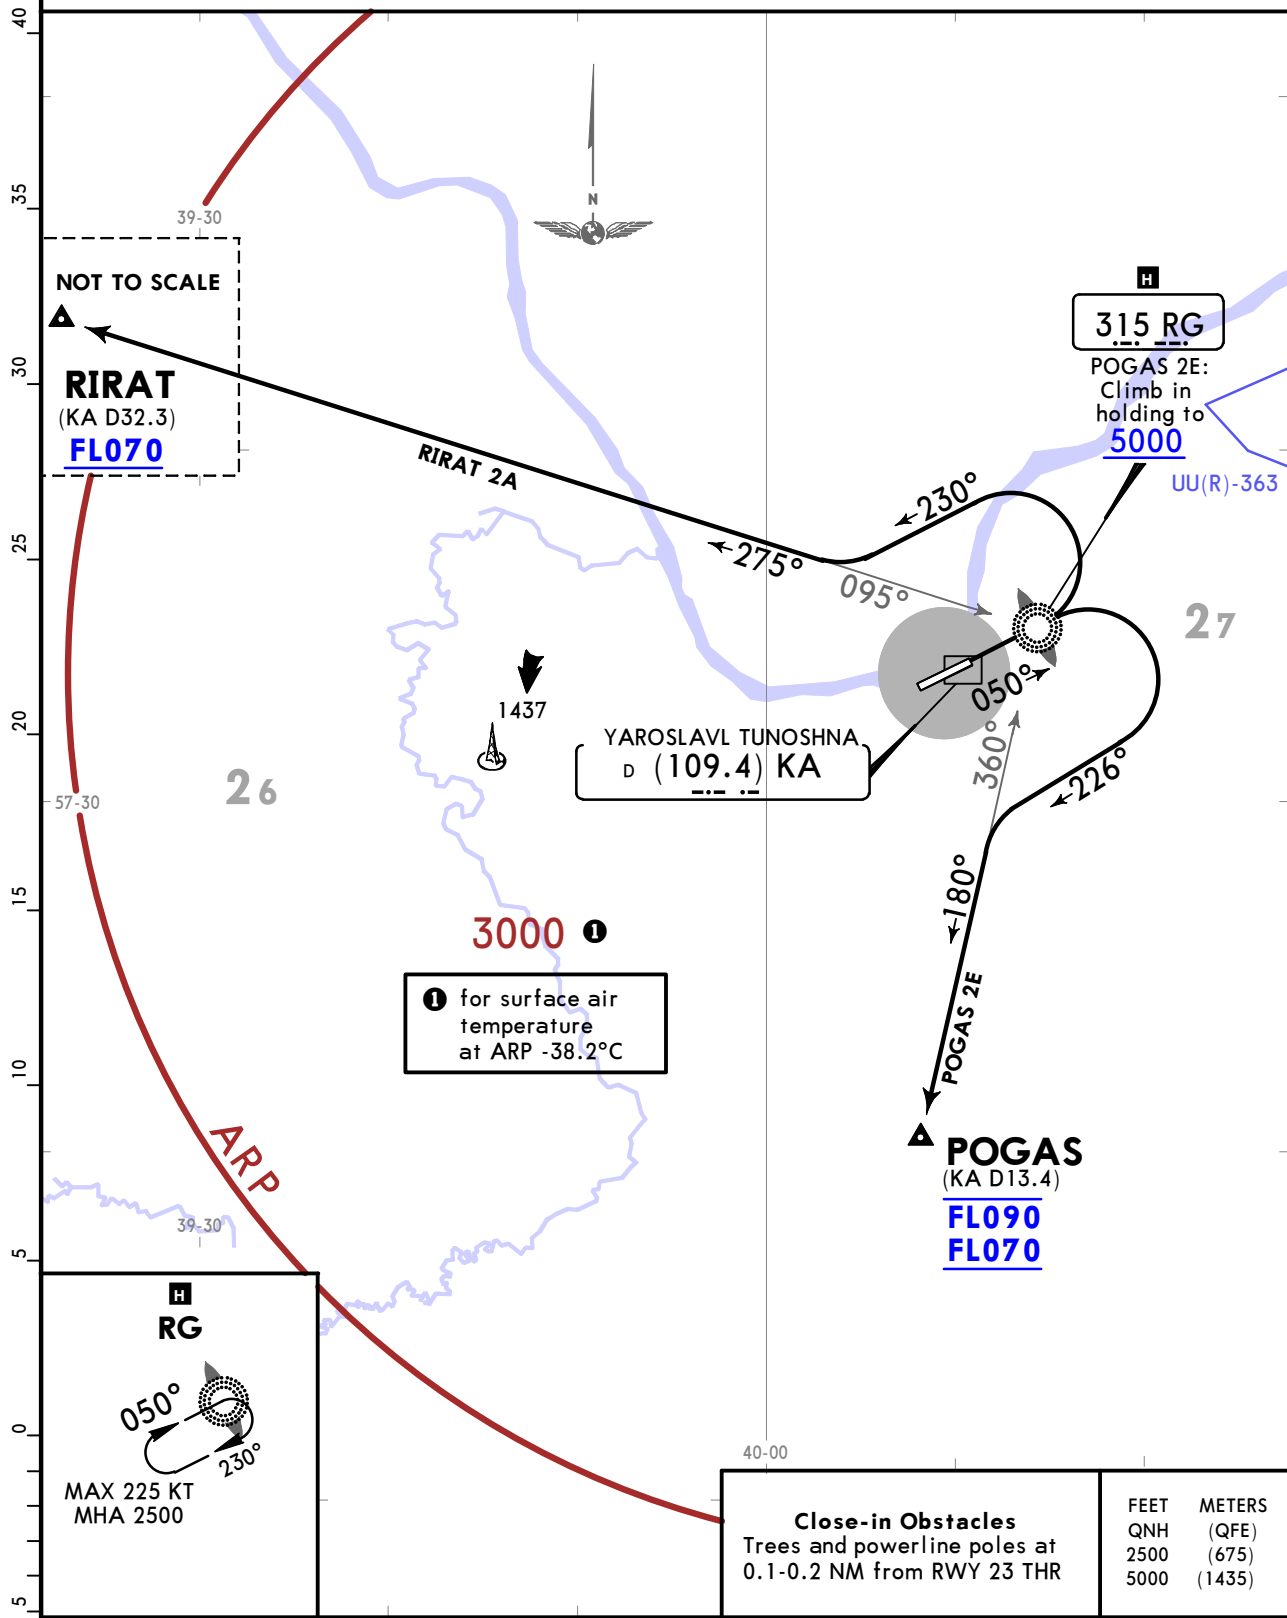 40
35
30
25
20
15
10
5
0
5
39-30
N
NOT TO SCALE
RIRAT
(KA D32.3)
FL070
RIRAT 2A
H
315 RG
POGAS 2E:
Climb in
holding to
5000
UU(R)-363
←230°
←275°
095°
27
050°→
1437
YAROSLAVL TUNOSHNA
D (109.4) KA
360°
←226°
26
57-30
←180°
3000 1
1 for surface air
temperature
at ARP -38.2°C
POGAS 2E
ARP
POGAS
(KA D13.4)
FL090
FL070
39-30
H
RG
050°
230°
MAX 225 KT
MHA 2500
40-00
Close-in Obstacles
Trees and powerline poles at
0.1-0.2 NM from RWY 23 THR
FEET METERS
QNH (QFE)
2500 (675)
5000 (1435)